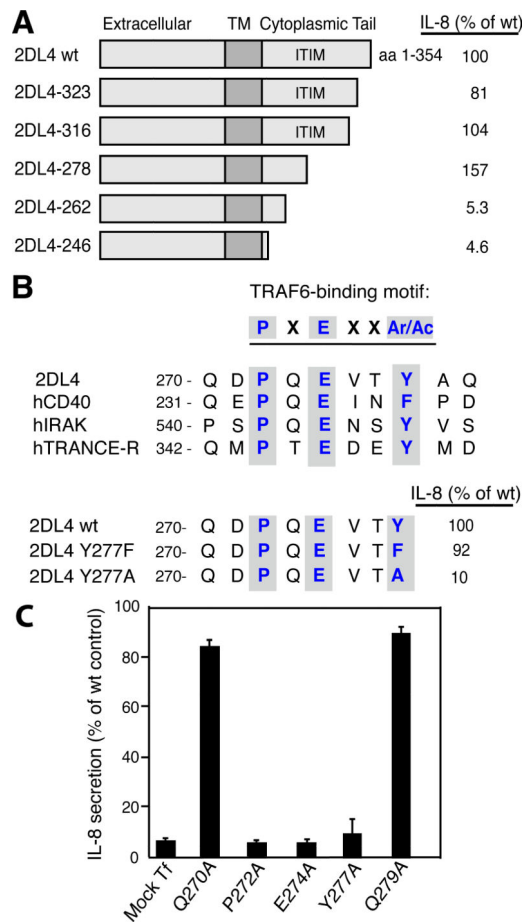 A
Extracellular TM Cytoplasmic Tail IL-8 (% of wt)
2DL4 wt ITIM aa 1-354 100
2DL4-323 ITIM 81
2DL4-316 ITIM 104
2DL4-278 157
2DL4-262 5.3
2DL4-246 4.6
B
TRAF6-binding motif:
P X E X X Ar/Ac
2DL4 270 - Q D P Q E V T Y A Q
hCD40 231 - Q E P Q E I N F P D
hIRAK 540 - P S P Q E N S Y V S
hTRANCE-R 342 - Q M P T E D E Y M D
IL-8 (% of wt)
2DL4 wt 270- Q D P Q E V T Y 100
2DL4 Y277F 270- Q D P Q E V T F 92
2DL4 Y277A 270- Q D P Q E V T A 10
C
IL-8 secretion (% of wt control)
100
80
60
40
20
0
Mock Tf Q270A P272A E274A Y277A Q279A